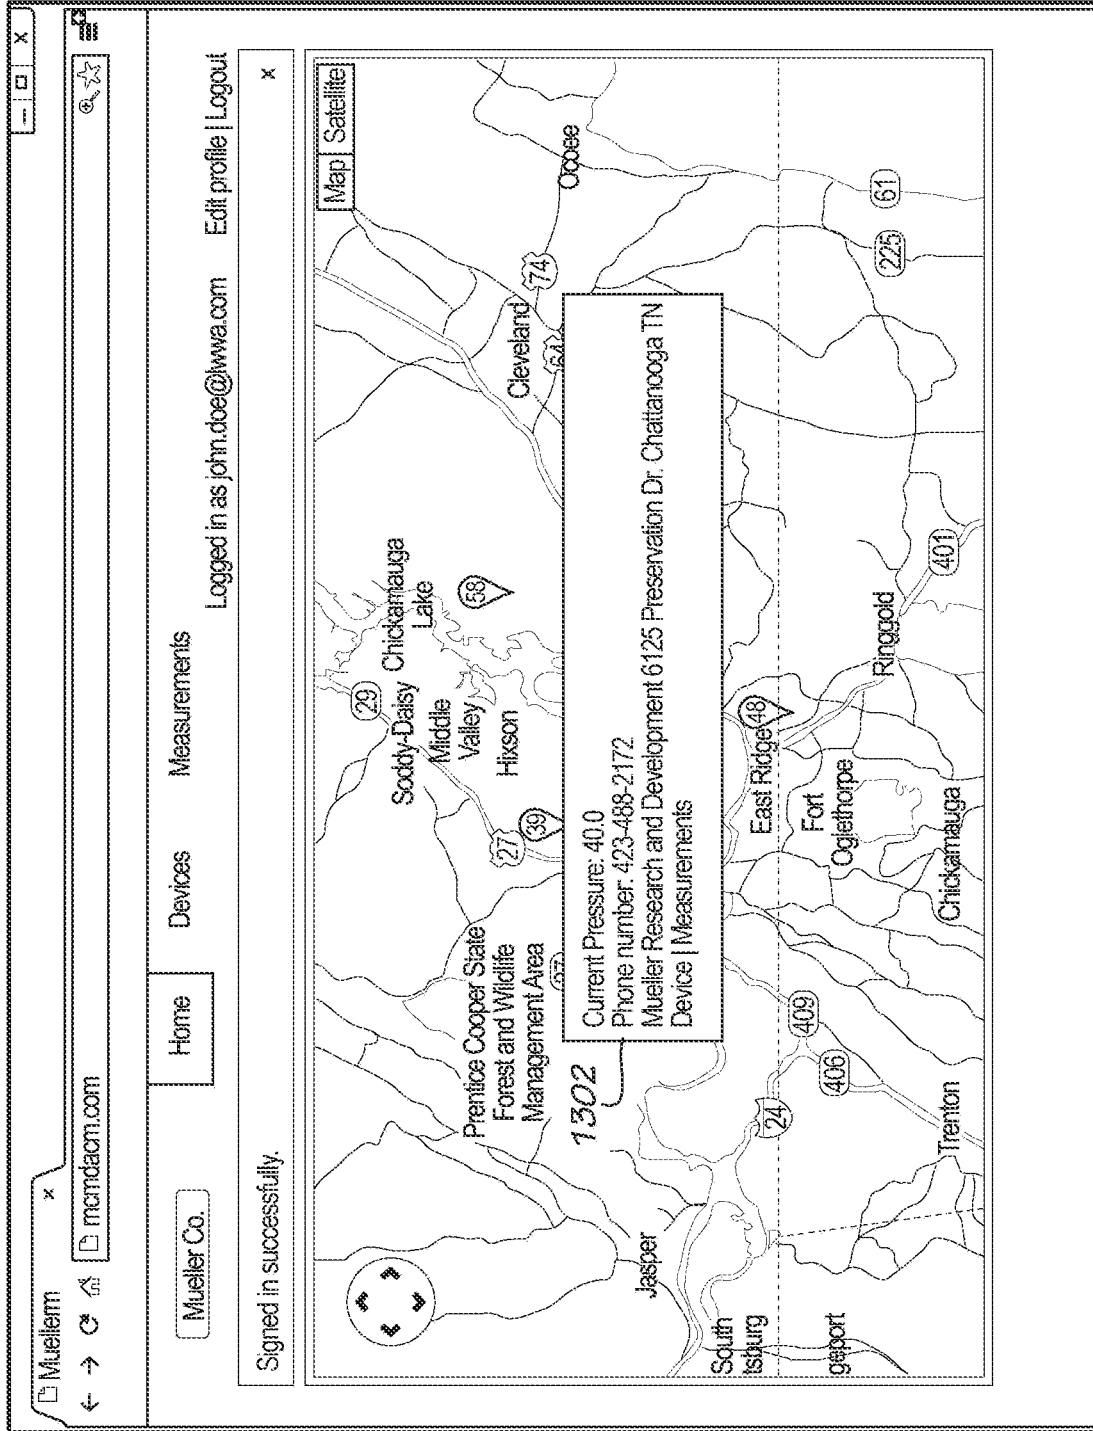 Muellerm x
mcmdacm.com
Mueller Co. Home Devices Measurements
Logged in as john.doe@lwwa.com Edit profile | Logout
Signed in successfully. x
Map | Satellite
29
Soddy-Daisy
Chickamauga
Lake
Middle
Valley
58
27
Hixson
Prentice Cooper State
Forest and Wildlife
Management Area
39
Cleveland
74
Ocoee
1302
Current Pressure: 40.0
Phone number: 423-488-2172
Mueller Research and Development 6125 Preservation Dr. Chattanooga TN
Device | Measurements
Jasper
South
tsburg
24
East Ridge
48
409
406
Fort
Oglethorpe
Ringgold
225
61
401
geport
Trenton
Chickamauga